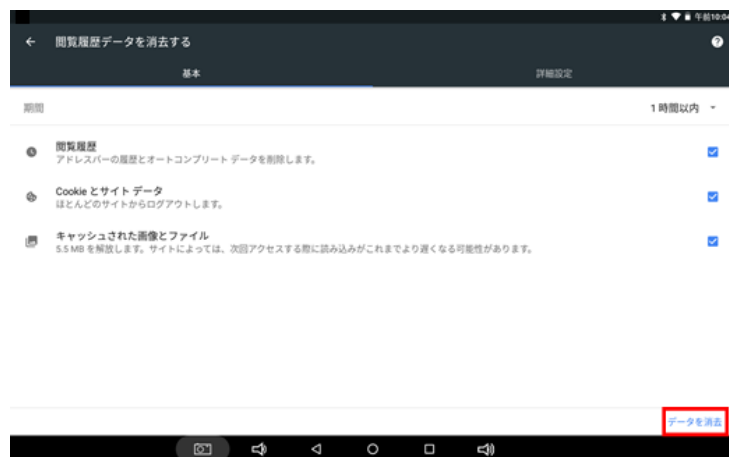 午前10:04
閲覧履歴データを消去する
基本
詳細設定
期間
1 時間以内
閲覧履歴
アドレスバーの履歴とオートコンプリート データを削除します。
Cookie とサイト データ
ほとんどのサイトからログアウトします。
キャッシュされた画像とファイル
5.5 MB を解放します。サイトによっては、次回アクセスする際に読み込みがこれまでより遅くなる可能性があります。
データを消去